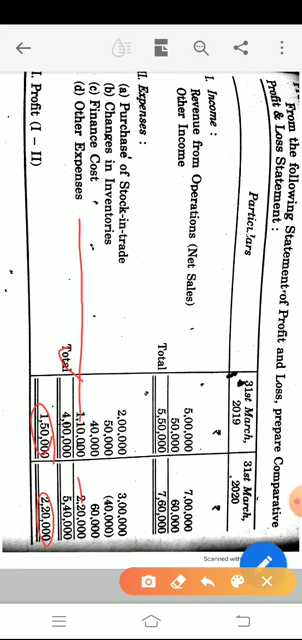 From the following Statement of Profit and Loss, prepare Comparative
Profit & Loss Statement :
Particulars 31st March, 2019 31st March, 2020
₹ ₹
I. Income :
Revenue from Operations (Net Sales) 5,00,000 7,00,000
Other Income 50,000 60,000
Total 5,50,000 7,60,000
II. Expenses :
(a) Purchase of Stock-in-trade 2,00,000 3,00,000
(b) Changes in Inventories 50,000 (40,000)
(c) Finance Cost 40,000 60,000
(d) Other Expenses 1,10,000 2,20,000
Total 4,00,000 5,40,000
I. Profit (I – II) 1,50,000 2,20,000
Scanned with